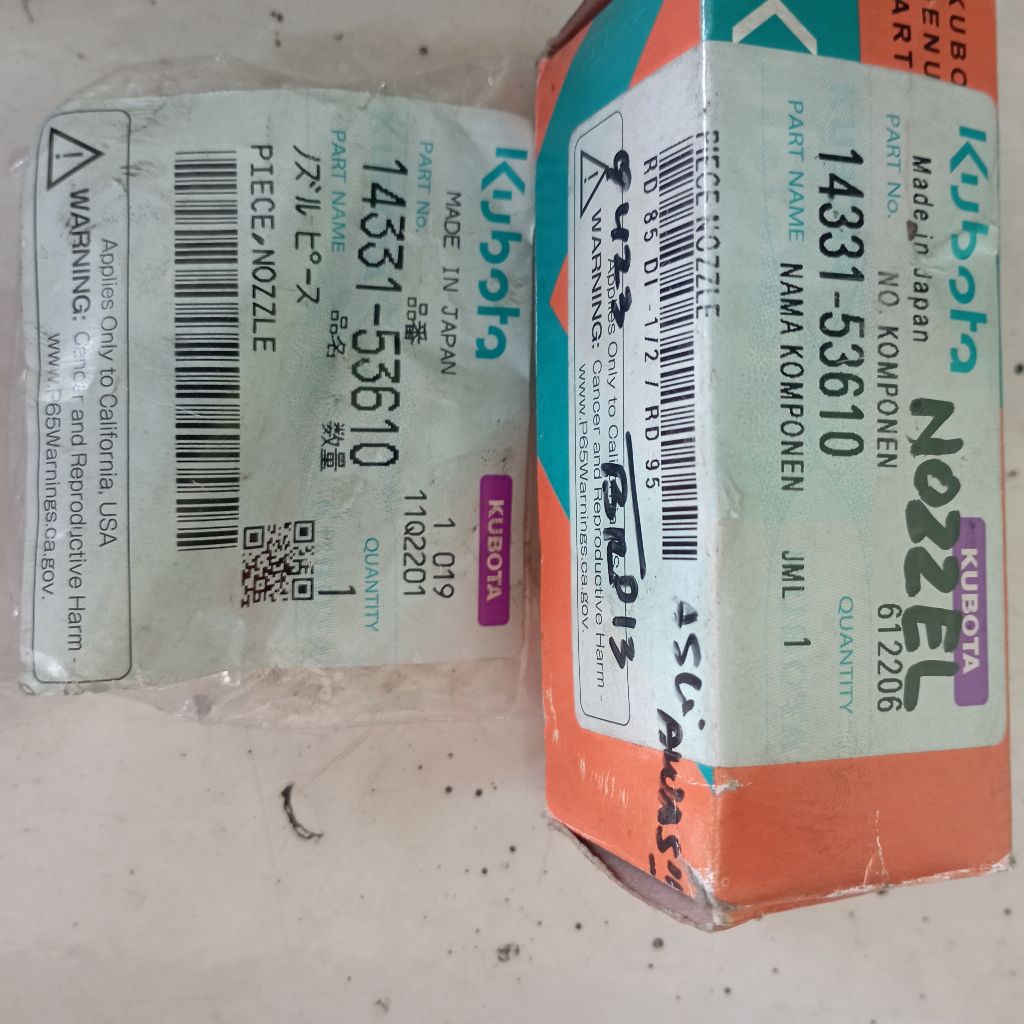 Kubota
KUBOTA
MADE IN JAPAN
1 019
11Q2201
PART No.
品番
QUANTITY
14331-53610
1
PART NAME
品名
数量
ノズルピース
PIECE,NOZZLE
WARNING: Cancer and Reproductive Harm -
www.P65Warnings.ca.gov.
Applies Only to California, USA
Kubota
KUBOTA
Made in Japan
612206
NOZZEL
PART No.
NO. KOMPONEN
QUANTITY
14331-53610
JML 1
PART NAME
NAMA KOMPONEN
PIECE NOZZLE
RD 85 DI -1/2 / RD 95
WARNING: Cancer and Reproductive Harm -
www.P65Warnings.ca.gov.
ASLi